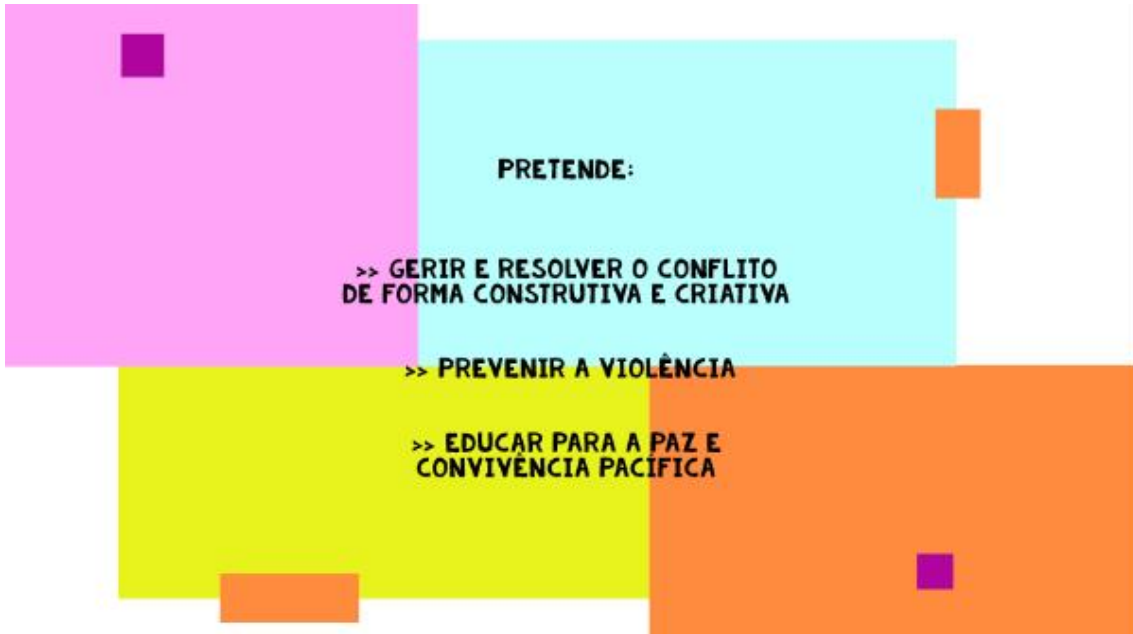 PRETENDE:
>> GERIR E RESOLVER O CONFLITO
DE FORMA CONSTRUTIVA E CRIATIVA
>> PREVENIR A VIOLÊNCIA
>> EDUCAR PARA A PAZ E
CONVIVÊNCIA PACÍFICA